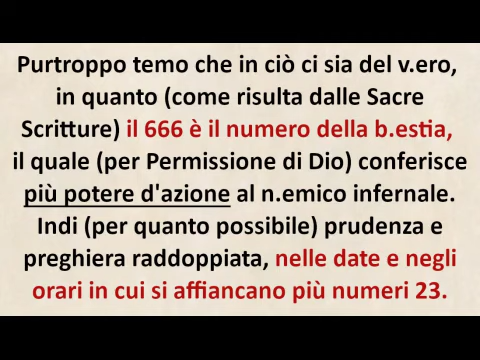 Purtroppo temo che in ciò ci sia del v.ero,
in quanto (come risulta dalle Sacre
Scritture) il 666 è il numero della b.estia,
il quale (per Permissione di Dio) conferisce
più potere d'azione al n.emico infernale.
Indi (per quanto possibile) prudenza e
preghiera raddoppiata, nelle date e negli
orari in cui si affiancano più numeri 23.